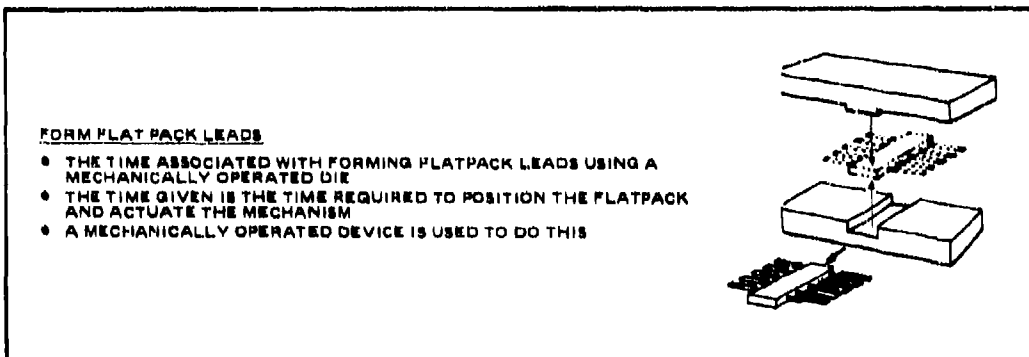 FORM FLAT PACK LEADS
• THE TIME ASSOCIATED WITH FORMING FLATPACK LEADS USING A
MECHANICALLY OPERATED DIE
• THE TIME GIVEN IS THE TIME REQUIRED TO POSITION THE FLATPACK
AND ACTUATE THE MECHANISM
• A MECHANICALLY OPERATED DEVICE IS USED TO DO THIS